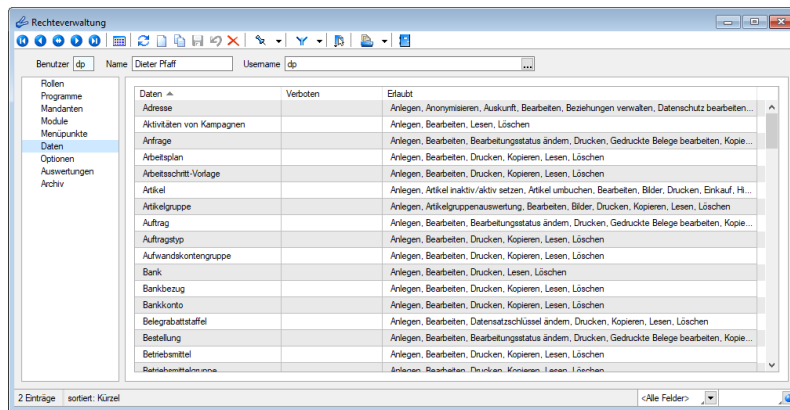 Rechteverwaltung
Benutzer dp Name Dieter Pfaff Username dp ...
Rollen
Programme
Mandanten
Module
Menüpunkte
Daten
Optionen
Auswertungen
Archiv
Daten Verboten Erlaubt
Adresse Anlegen, Anonymisieren, Auskunft, Bearbeiten, Beziehungen verwalten, Datenschutz bearbeiten...
Aktivitäten von Kampagnen Anlegen, Bearbeiten, Lesen, Löschen
Anfrage Anlegen, Bearbeiten, Bearbeitungsstatus ändern, Drucken, Gedruckte Belege bearbeiten, Kopie...
Arbeitsplan Anlegen, Bearbeiten, Drucken, Kopieren, Lesen, Löschen
Arbeitsschritt-Vorlage Anlegen, Bearbeiten, Drucken, Kopieren, Lesen, Löschen
Artikel Anlegen, Artikel inaktiv/aktiv setzen, Artikel umbuchen, Bearbeiten, Bilder, Drucken, Einkauf, Hi...
Artikelgruppe Anlegen, Artikelgruppenauswertung, Bearbeiten, Bilder, Drucken, Kopieren, Lesen, Löschen
Auftrag Anlegen, Bearbeiten, Bearbeitungsstatus ändern, Drucken, Gedruckte Belege bearbeiten, Kopie...
Auftragstyp Anlegen, Bearbeiten, Drucken, Kopieren, Lesen, Löschen
Aufwandskontengruppe Anlegen, Bearbeiten, Drucken, Kopieren, Lesen, Löschen
Bank Anlegen, Bearbeiten, Drucken, Lesen, Löschen
Bankbezug Anlegen, Bearbeiten, Drucken, Kopieren, Lesen, Löschen
Bankkonto Anlegen, Bearbeiten, Drucken, Kopieren, Lesen, Löschen
Belegrabattstaffel Anlegen, Bearbeiten, Datensatzschlüssel ändern, Drucken, Kopieren, Lesen, Löschen
Bestellung Anlegen, Bearbeiten, Bearbeitungsstatus ändern, Drucken, Gedruckte Belege bearbeiten, Kopie...
Betriebsmittel Anlegen, Bearbeiten, Drucken, Kopieren, Lesen, Löschen
Betriebsmittelgruppe Anlegen, Bearbeiten, Drucken, Kopieren, Lesen, Löschen
2 Einträge sortiert: Kürzel <Alle Felder>